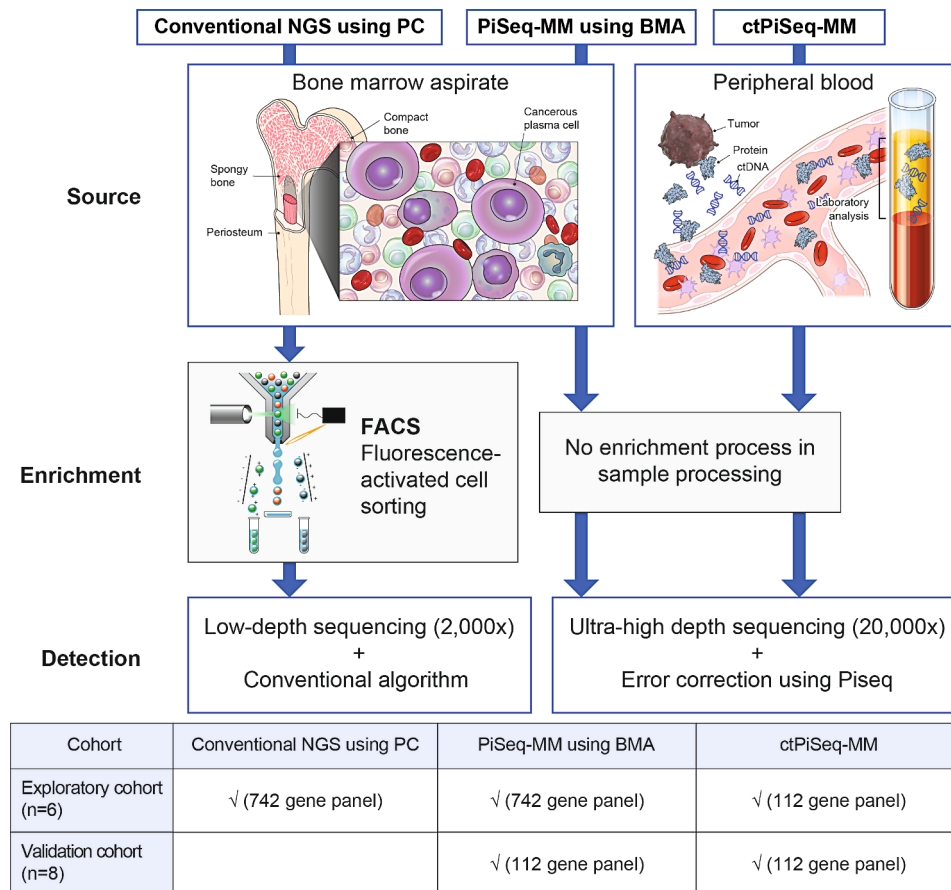 Conventional NGS using PC
PiSeq-MM using BMA
ctPiSeq-MM
Source
Bone marrow aspirate
Compact
bone
Cancerous
plasma cell
Spongy
bone
Periosteum
Peripheral blood
Tumor
Protein
ctDNA
Laboratory
analysis
Enrichment
FACS
Fluorescence-
activated cell
sorting
No enrichment process in
sample processing
Detection
Low-depth sequencing (2,000x)
+
Conventional algorithm
Ultra-high depth sequencing (20,000x)
+
Error correction using Piseq
Cohort
Conventional NGS using PC
PiSeq-MM using BMA
ctPiSeq-MM
Exploratory cohort
(n=6)
√ (742 gene panel)
√ (742 gene panel)
√ (112 gene panel)
Validation cohort
(n=8)
√ (112 gene panel)
√ (112 gene panel)